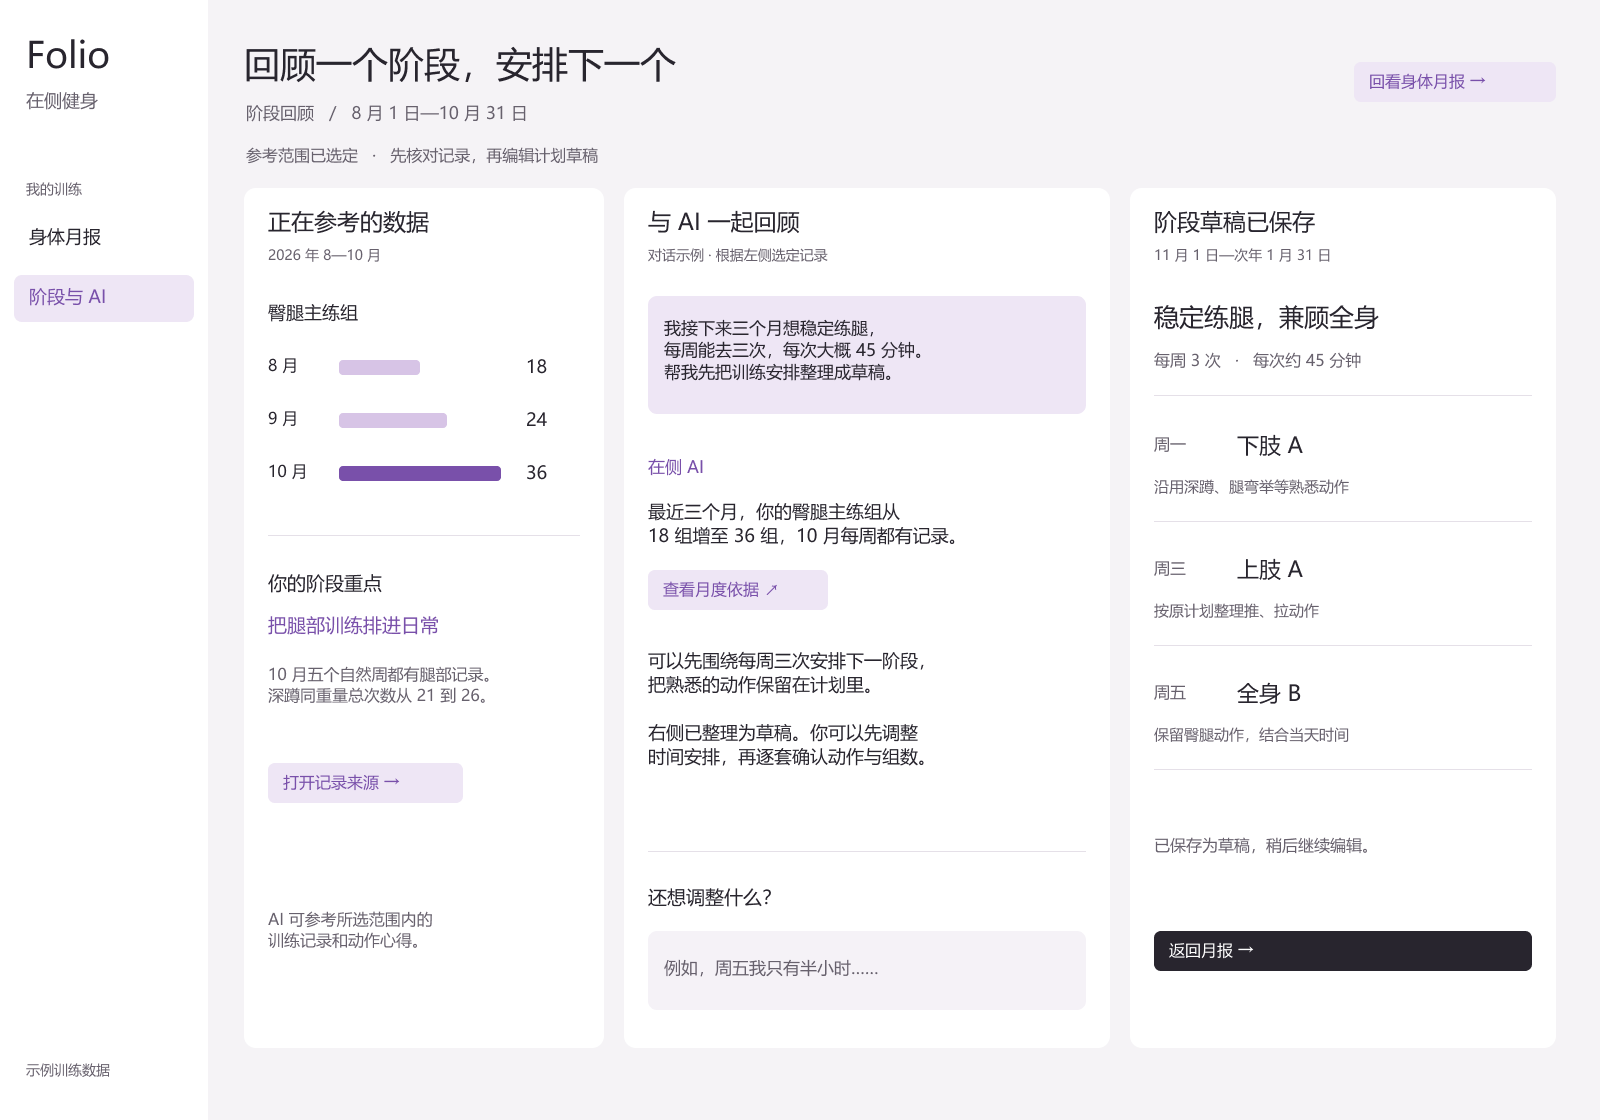 Folio
在侧健身
我的训练
身体月报
阶段与 AI
示例训练数据
回顾一个阶段，安排下一个
阶段回顾 / 8 月 1 日—10 月 31 日
参考范围已选定 · 先核对记录，再编辑计划草稿
回看身体月报 →
正在参考的数据
2026 年 8—10 月
臀腿主练组
8 月 18
9 月 24
10 月 36
你的阶段重点
把腿部训练排进日常
10 月五个自然周都有腿部记录。
深蹲同重量总次数从 21 到 26。
打开记录来源 →
AI 可参考所选范围内的
训练记录和动作心得。
与 AI 一起回顾
对话示例 · 根据左侧选定记录
我接下来三个月想稳定练腿，
每周能去三次，每次大概 45 分钟。
帮我先把训练安排整理成草稿。
在侧 AI
最近三个月，你的臀腿主练组从
18 组增至 36 组，10 月每周都有记录。
查看月度依据 ↗
可以先围绕每周三次安排下一阶段，
把熟悉的动作保留在计划里。
右侧已整理为草稿。你可以先调整
时间安排，再逐套确认动作与组数。
还想调整什么？
例如，周五我只有半小时……
阶段草稿已保存
11 月 1 日—次年 1 月 31 日
稳定练腿，兼顾全身
每周 3 次 · 每次约 45 分钟
周一 下肢 A
沿用深蹲、腿弯举等熟悉动作
周三 上肢 A
按原计划整理推、拉动作
周五 全身 B
保留臀腿动作，结合当天时间
已保存为草稿，稍后继续编辑。
返回月报 →